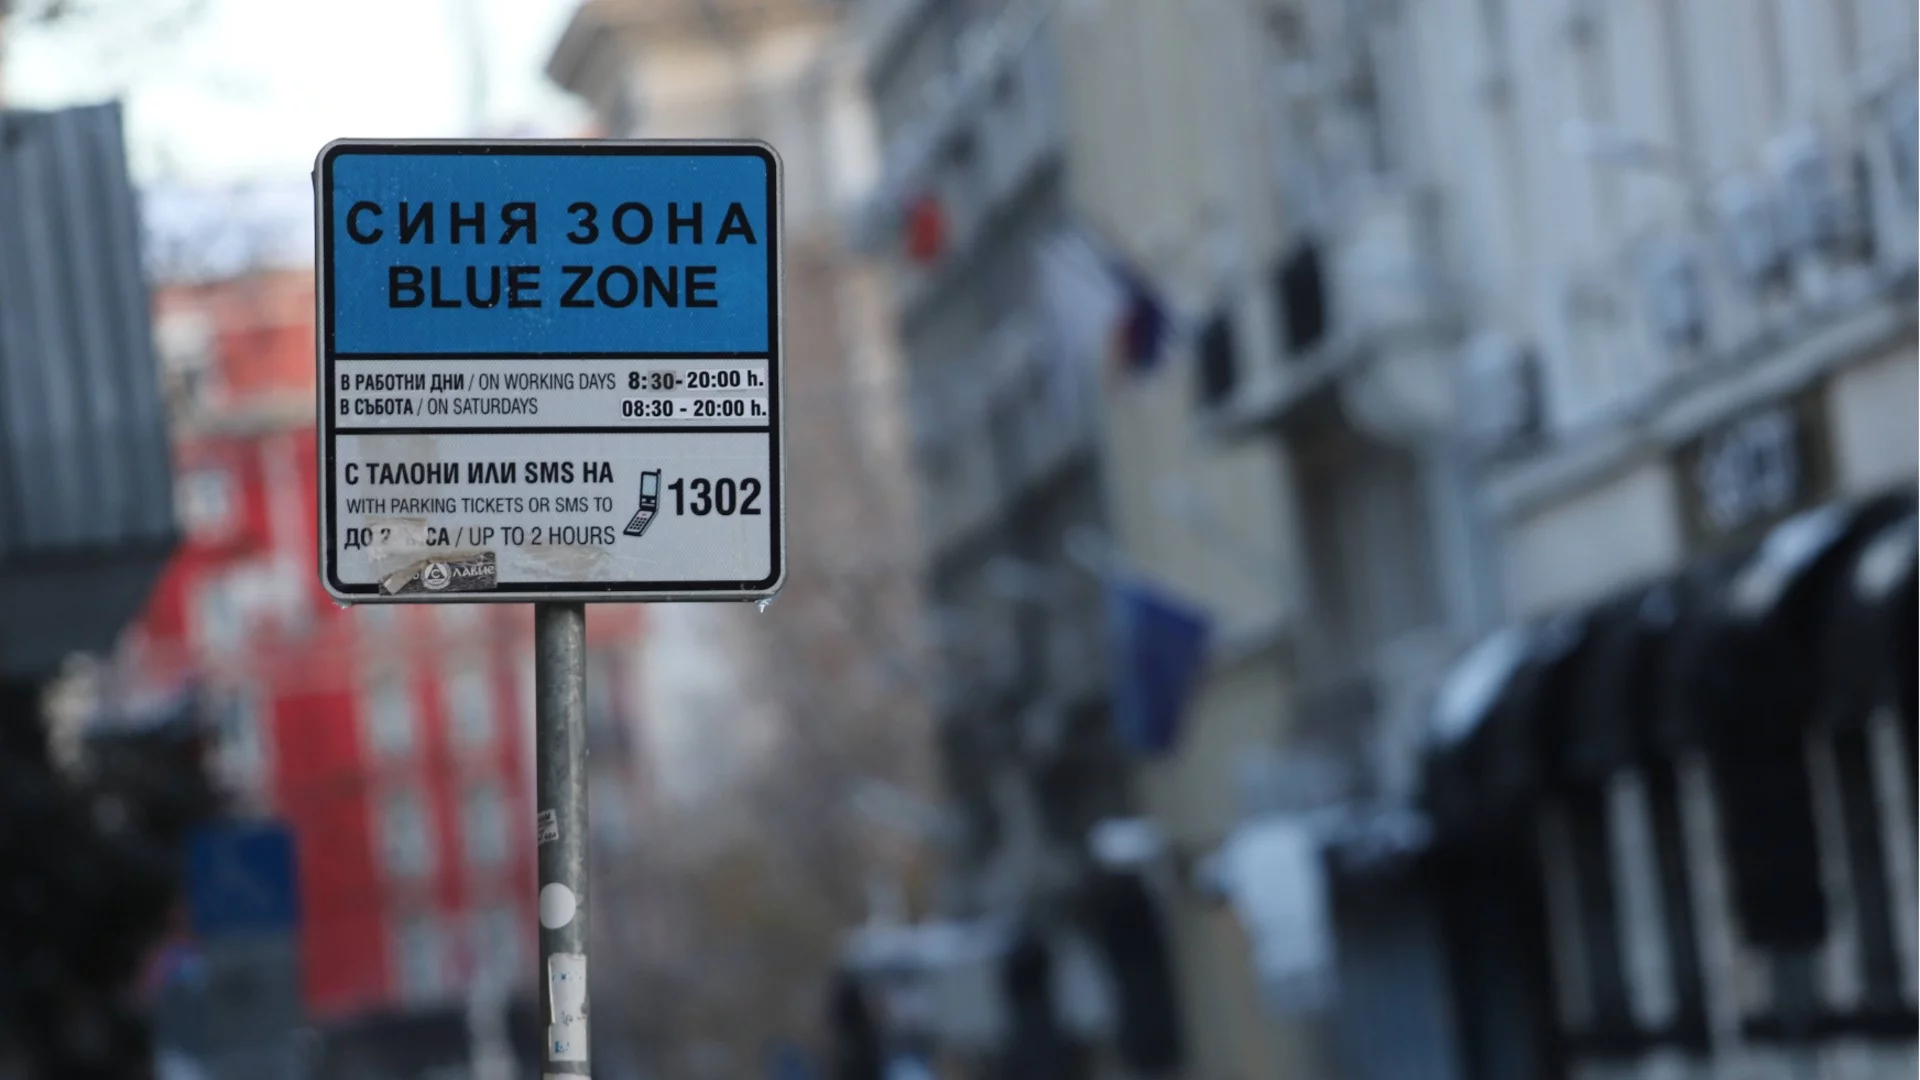 СИНЯ ЗОНА
BLUE ZONE
В РАБОТНИ ДНИ / ON WORKING DAYS 8:30- 20:00 h.
В СЪБОТА / ON SATURDAYS 08:30 - 20:00 h.
С ТАЛОНИ ИЛИ SMS НА
WITH PARKING TICKETS OR SMS TO
1302
ДО / UP TO 2 HOURS